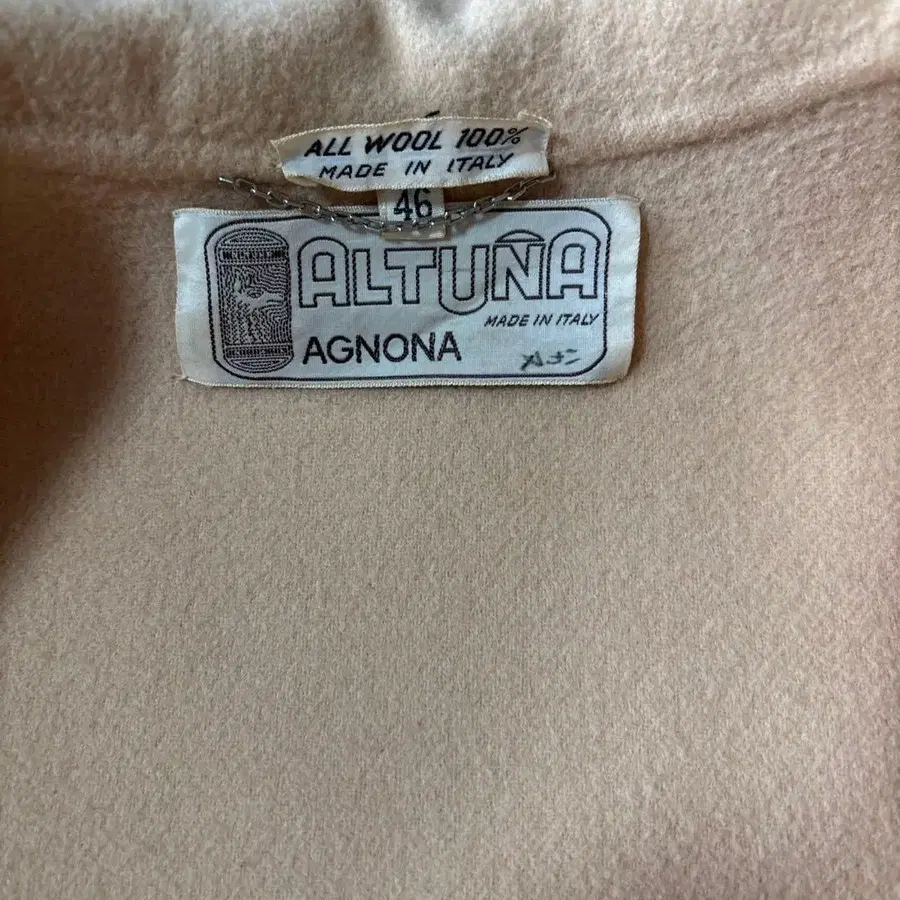 ALL WOOL 100%
MADE IN ITALY
46
ALTUÑA
MADE IN ITALY
AGNONA